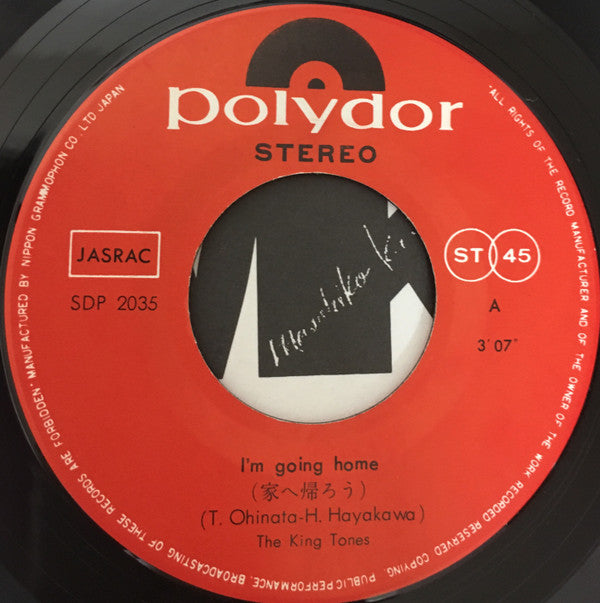 polydor
STEREO
JASRAC
SDP 2035
ST 45
A
3'07"
I'm going home
(家へ帰ろう)
(T. Ohinata-H. Hayakawa)
The King Tones
MANUFACTURED BY NIPPON GRAMMOPHON CO., LTD JAPAN
ALL RIGHTS OF THE RECORD MANUFACTURER AND OF THE OWNER OF THE WORK RECORDED RESERVED COPYING, PUBLIC PERFORMANCE, BROADCASTING OF THESE RECORDS ARE FORBIDDEN·